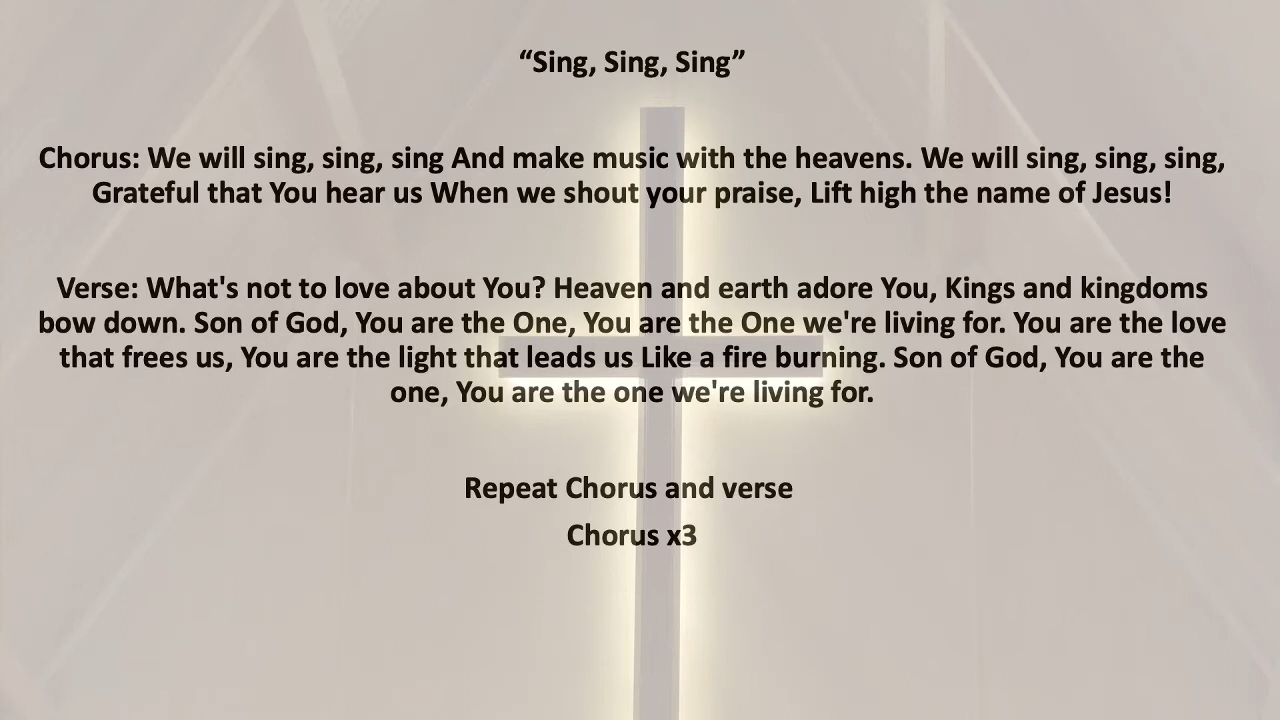 “Sing, Sing, Sing”
Chorus: We will sing, sing, sing And make music with the heavens. We will sing, sing, sing,
Grateful that You hear us When we shout your praise, Lift high the name of Jesus!
Verse: What's not to love about You? Heaven and earth adore You, Kings and kingdoms
bow down. Son of God, You are the One, You are the One we're living for. You are the love
that frees us, You are the light that leads us Like a fire burning. Son of God, You are the
one, You are the one we're living for.
Repeat Chorus and verse
Chorus x3